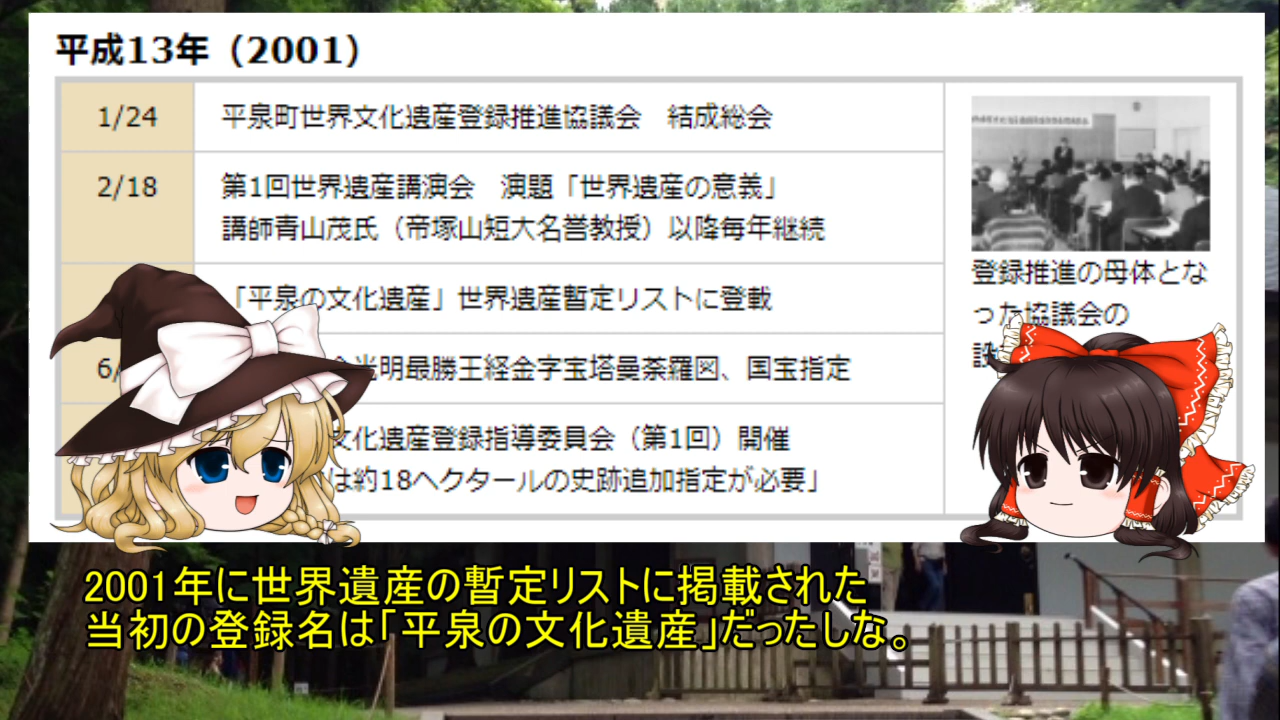 平成13年（2001）
1/24 平泉町世界文化遺産登録推進協議会　結成総会
2/18 第1回世界遺産講演会　演題「世界遺産の意義」
講師青山茂氏（帝塚山短大名誉教授）以降毎年継続
「平泉の文化遺産」世界遺産暫定リストに登載
6/ 光明最勝王経金字宝塔曼荼羅図、国宝指定
文化遺産登録指導委員会（第1回）開催
は約18ヘクタールの史跡追加指定が必要」
登録推進の母体とな
った協議会の
設
2001年に世界遺産の暫定リストに掲載された
当初の登録名は「平泉の文化遺産」だったしな。